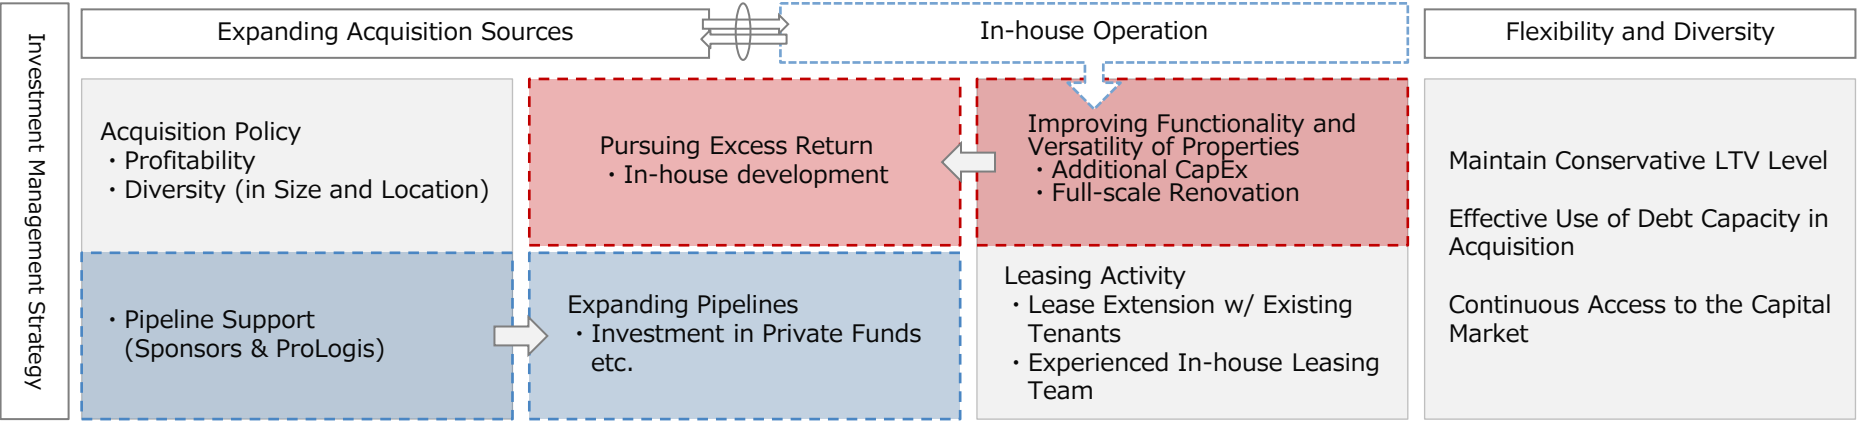 Investment Management Strategy
Expanding Acquisition Sources
In-house Operation
Flexibility and Diversity
Acquisition Policy
・Profitability
・Diversity (in Size and Location)
・Pipeline Support
(Sponsors & ProLogis)
Pursuing Excess Return
・In-house development
Expanding Pipelines
・Investment in Private Funds
etc.
Improving Functionality and
Versatility of Properties
・Additional CapEx
・Full-scale Renovation
Leasing Activity
・Lease Extension w/ Existing
Tenants
・Experienced In-house Leasing
Team
Maintain Conservative LTV Level
Effective Use of Debt Capacity in
Acquisition
Continuous Access to the Capital
Market